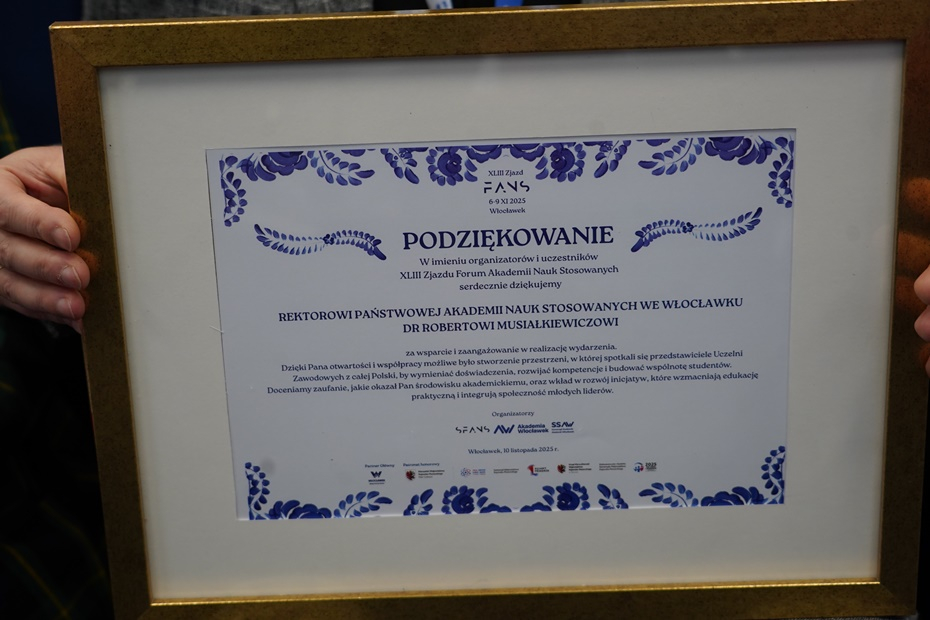 XLIII Zjazd
FANS
6-9 XI 2025
Włocławek
PODZIĘKOWANIE
W imieniu organizatorów i uczestników
XLIII Zjazdu Forum Akademii Nauk Stosowanych
serdecznie dziękujemy
REKTOROWI PAŃSTWOWEJ AKADEMII NAUK STOSOWANYCH WE WŁOCŁAWKU
DR ROBERTOWI MUSIAŁKIEWICZOWI
za wsparcie i zaangażowanie w realizację wydarzenia.
Dzięki Pana otwartości i współpracy możliwe było stworzenie przestrzeni, w której spotkali się przedstawiciele Uczelni
Zawodowych z całej Polski, by wymieniać doświadczenia, rozwijać kompetencje i budować wspólnotę studentów.
Doceniamy zaufanie, jakie okazał Pan środowisku akademickiemu, oraz wkład w rozwój inicjatyw, które wzmacniają edukację
praktyczną i integrują społeczność młodych liderów.
Organizatorzy
SFANS AW Akademia Włocławek SSAW
Włocławek, 10 listopada 2025 r.
Partner Główny